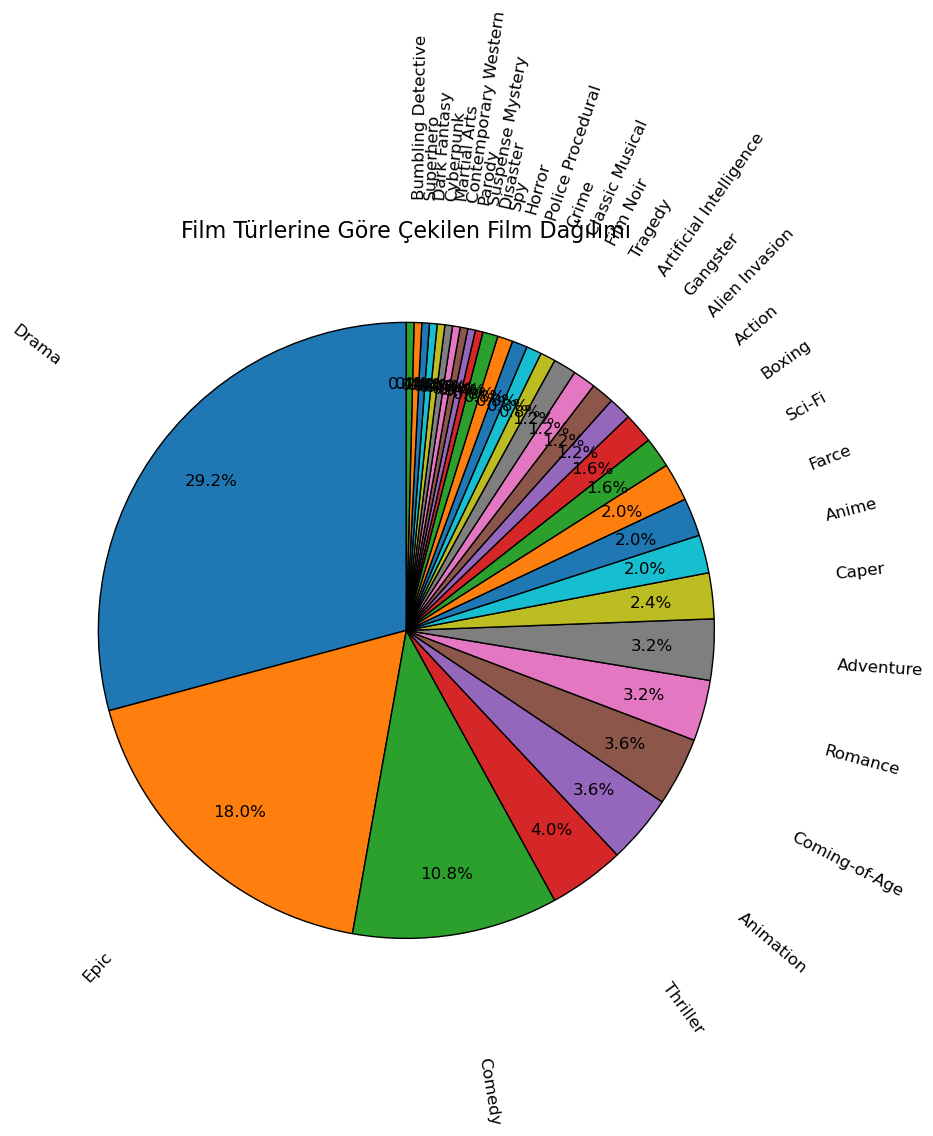 Bumbling Detective
Superhero
Dark Fantasy
Cyberpunk
Martial Arts
Contemporary Western
Parody
Suspense Mystery
Disaster
Spy
Horror
Police Procedural
Crime
Classic Musical
Film Noir
Tragedy
Artificial Intelligence
Gangster
Alien Invasion
Action
Boxing
Sci-Fi
Farce
Anime
Caper
Adventure
Romance
Coming-of-Age
Animation
Thriller
Comedy
Epic
Drama
Film Türlerine Göre Çekilen Film Dağılımı
29.2%
18.0%
10.8%
4.0%
3.6%
3.6%
3.2%
3.2%
2.4%
2.0%
2.0%
2.0%
1.6%
1.6%
1.2%
1.2%
1.2%
1.2%